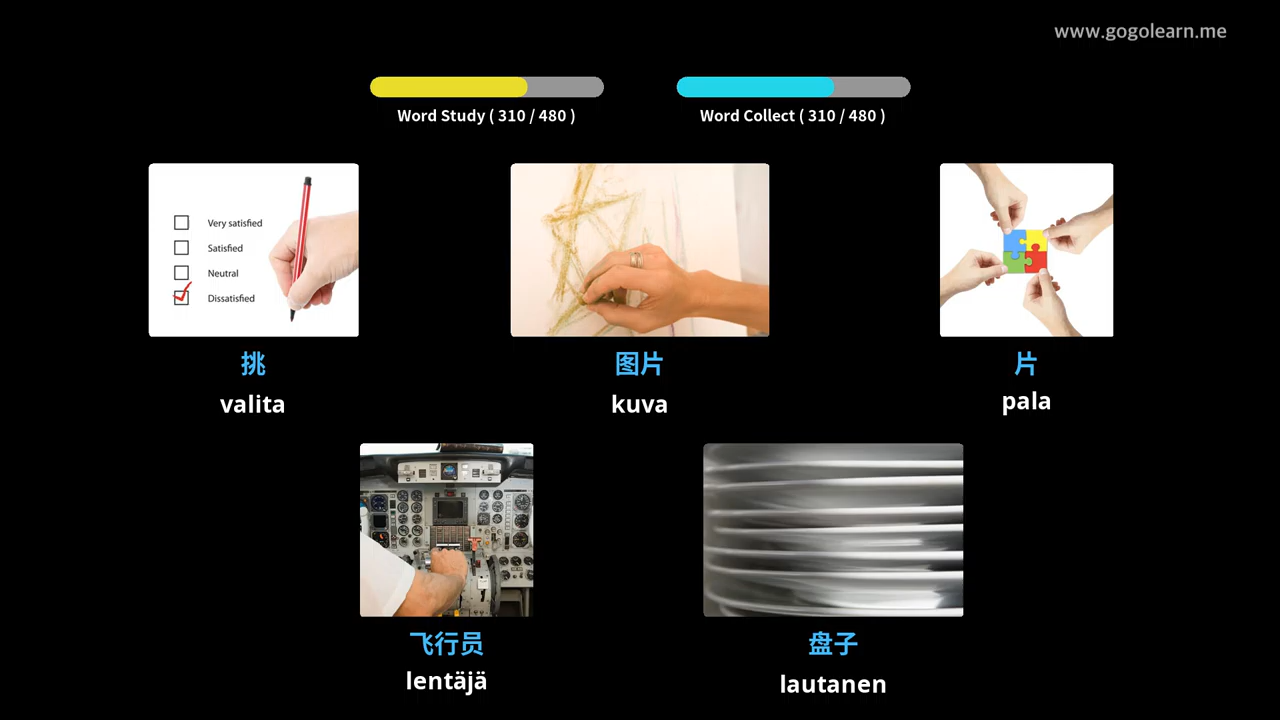 www.gogolearn.me
Word Study ( 310 / 480 )
Word Collect ( 310 / 480 )
Very satisfied
Satisfied
Neutral
Dissatisfied
挑
valita
图片
kuva
片
pala
飞行员
lentäjä
盘子
lautanen